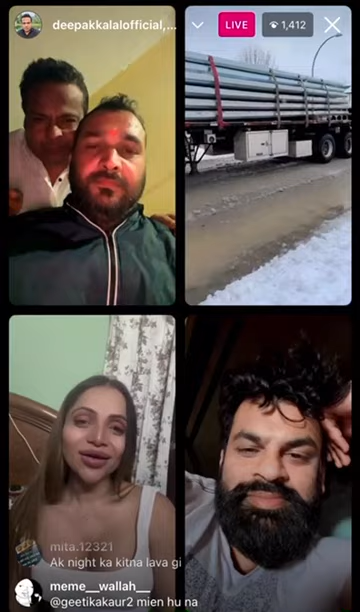 deepakkalalofficial,...
LIVE
1,412
mita.12321
Ak night ka kitna lava gi
meme__wallah__
@geetikakaur2 mien hu na